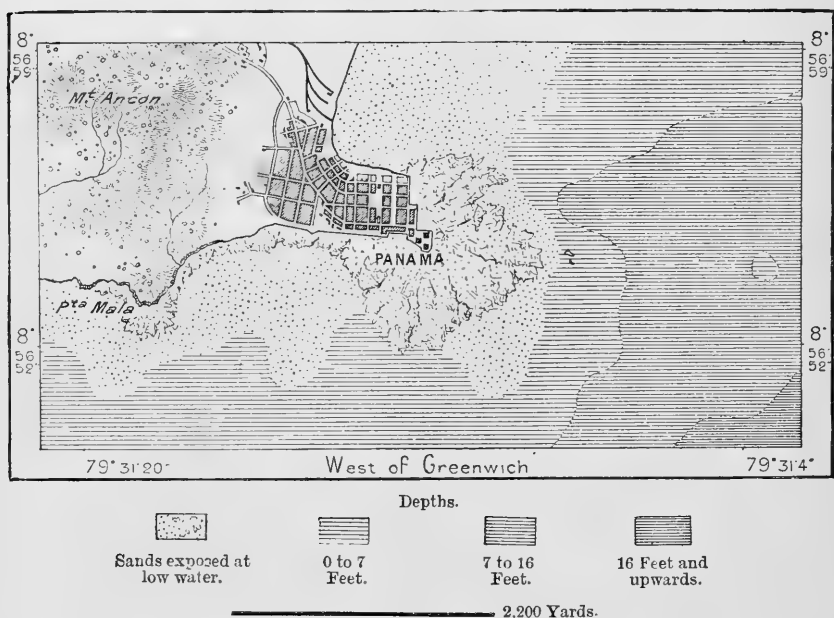 8°
56
59
8°
56
59
Mt Ancon
PANAMA
pta Mala
8°
56
52
8°
56
52
79°31'20"
West of Greenwich
79°31'4"
Depths.
Sands exposed at
low water.
0 to 7
Feet.
7 to 16
Feet.
16 Feet and
upwards.
2,200 Yards.